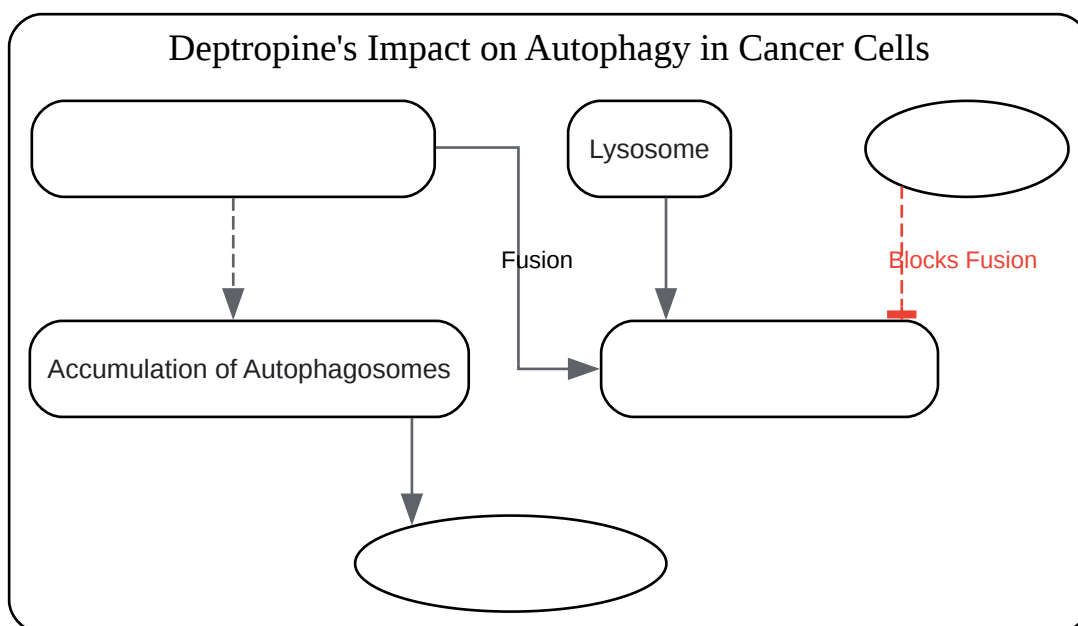 Deptropine's Impact on Autophagy in Cancer Cells
Lysosome
Fusion
Blocks Fusion
Accumulation of Autophagosomes